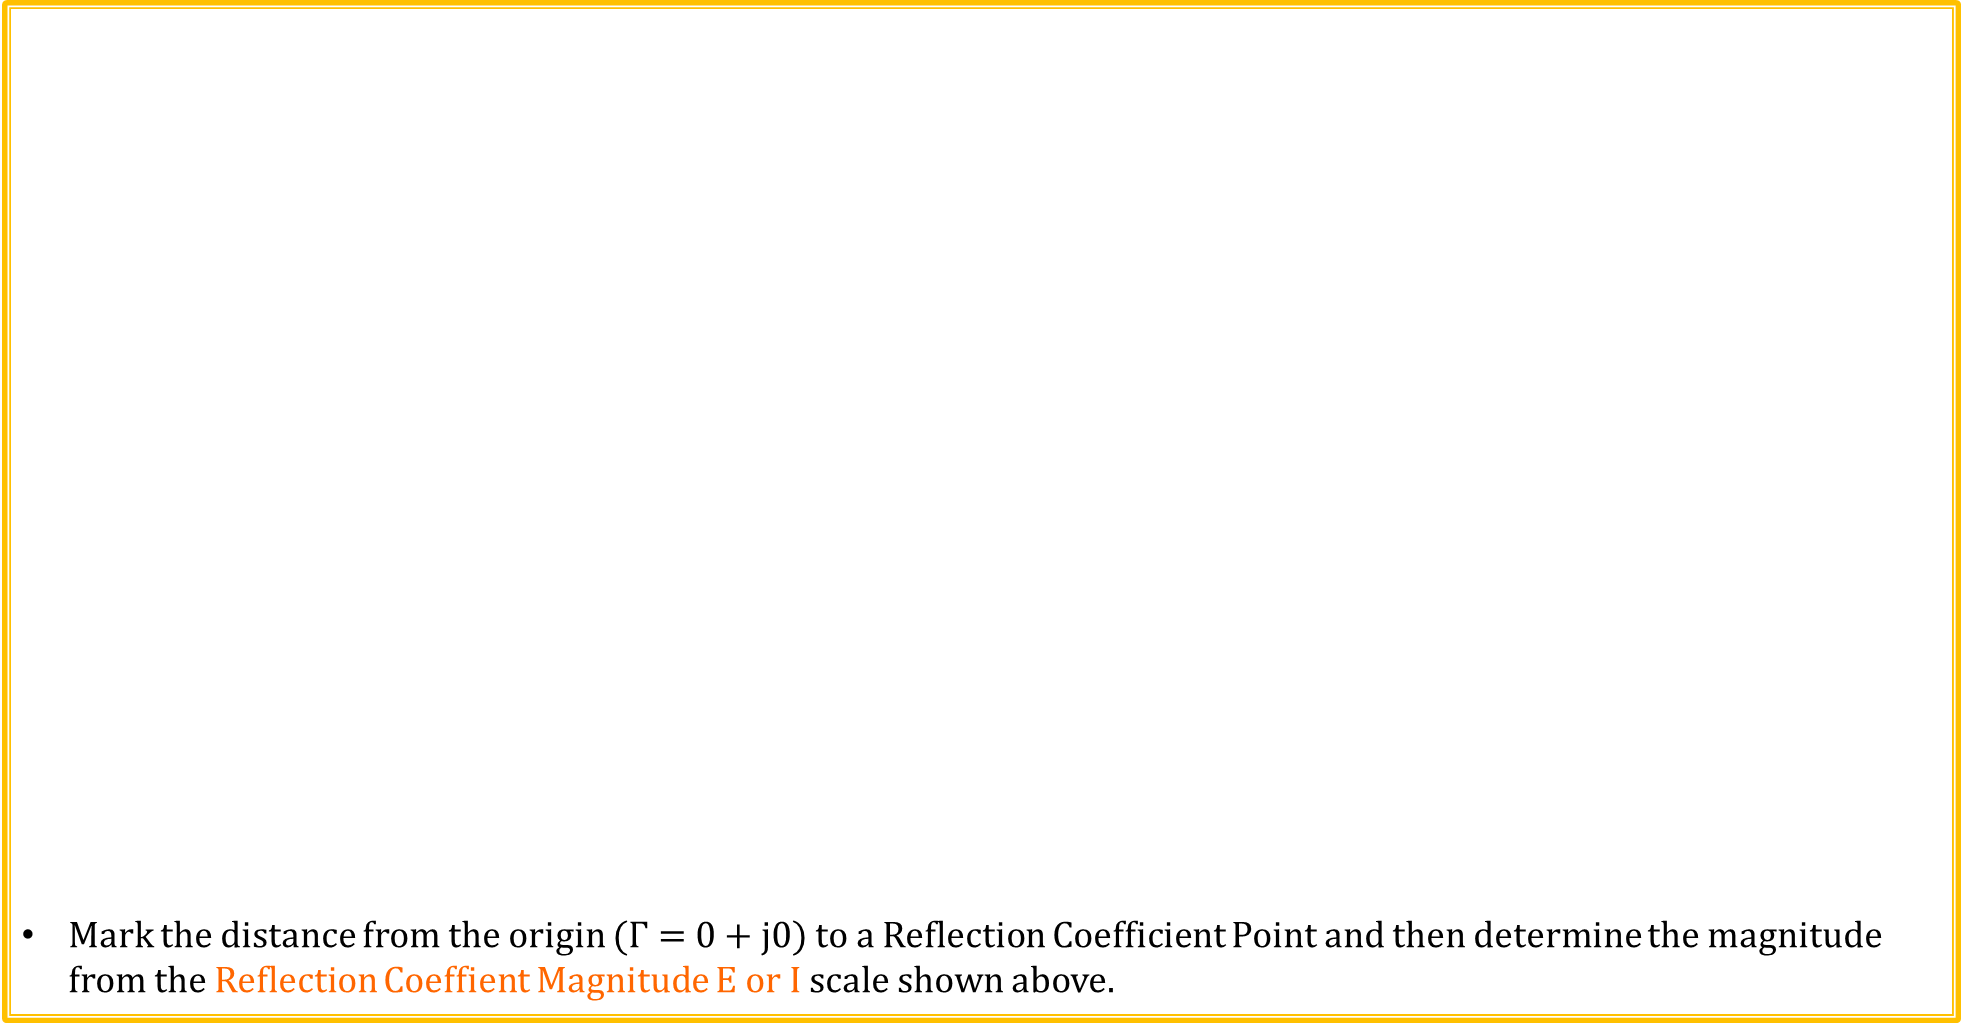 • Mark the distance from the origin (Γ = 0 + j0) to a Reflection Coefficient Point and then determine the magnitude
from the Reflection Coeffient Magnitude E or I scale shown above.